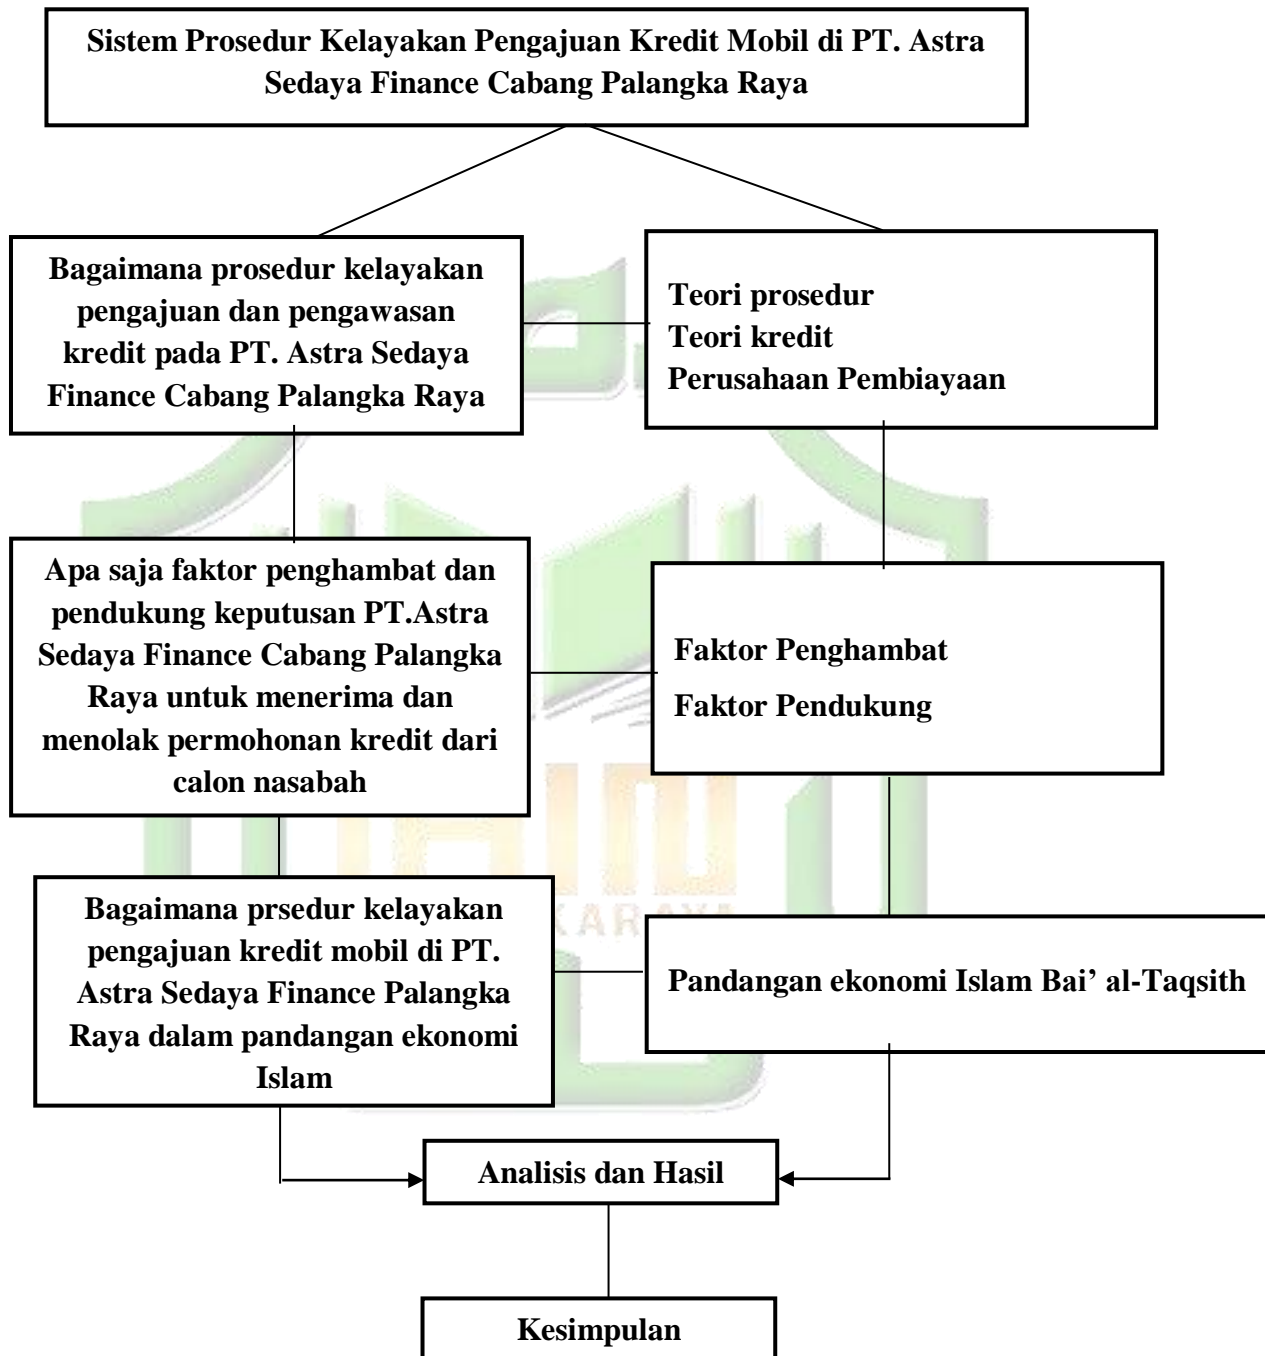 Sistem Prosedur Kelayakan Pengajuan Kredit Mobil di PT. Astra
Sedaya Finance Cabang Palangka Raya
Bagaimana prosedur kelayakan
pengajuan dan pengawasan
kredit pada PT. Astra Sedaya
Finance Cabang Palangka Raya
Teori prosedur
Teori kredit
Perusahaan Pembiayaan
Apa saja faktor penghambat dan
pendukung keputusan PT.Astra
Sedaya Finance Cabang Palangka
Raya untuk menerima dan
menolak permohonan kredit dari
calon nasabah
Faktor Penghambat
Faktor Pendukung
Bagaimana prsedur kelayakan
pengajuan kredit mobil di PT.
Astra Sedaya Finance Palangka
Raya dalam pandangan ekonomi
Islam
Pandangan ekonomi Islam Bai’ al-Taqsith
Analisis dan Hasil
Kesimpulan